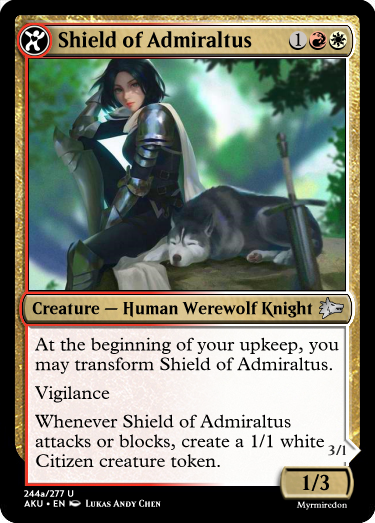 Shield of Admiraltus 1
Creature — Human Werewolf Knight
At the beginning of your upkeep, you
may transform Shield of Admiraltus.
Vigilance
Whenever Shield of Admiraltus
attacks or blocks, create a 1/1 white
Citizen creature token.
3/1
1/3
244a/277 U
AKU • EN Lukas Andy Chen
Myrmiredon